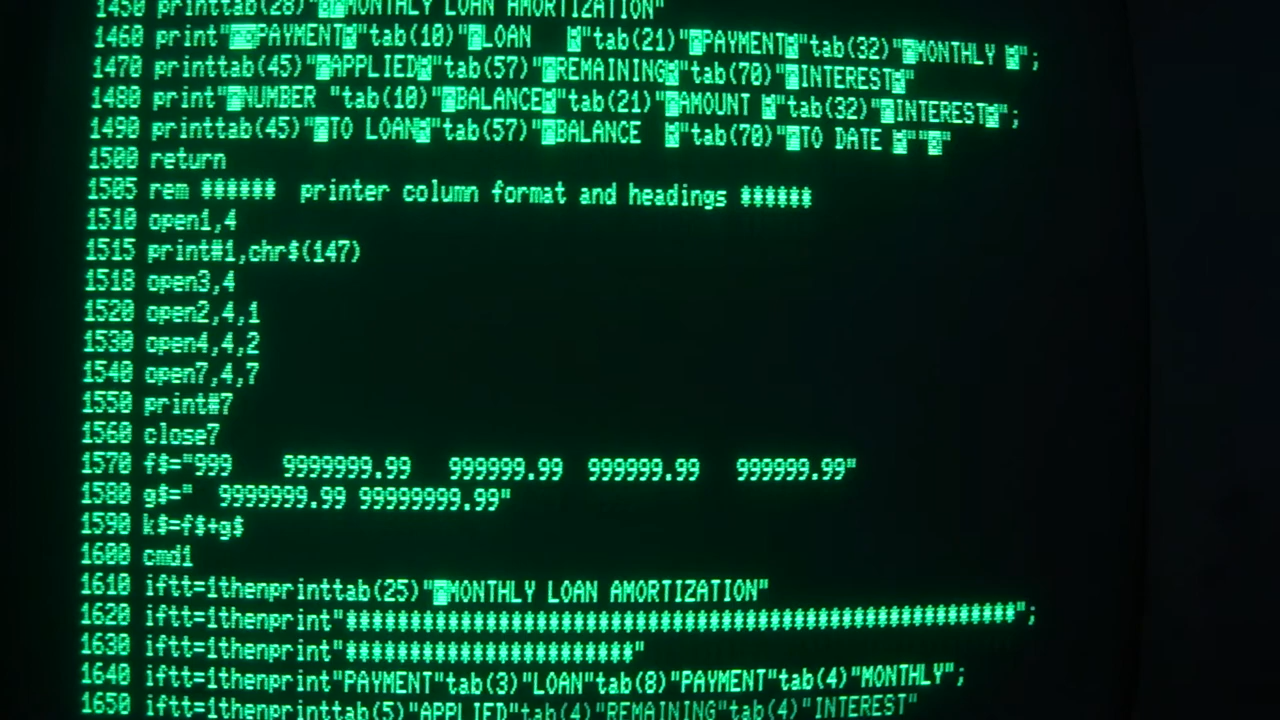 1450 printtab(28)"MONTHLY LOAN AMORTIZATION"
1460 print"PAYMENT"tab(10)"LOAN   "tab(21)"PAYMENT"tab(32)"MONTHLY ";
1470 printtab(45)"APPLIED"tab(57)"REMAINING"tab(70)"INTEREST"
1480 print"NUMBER "tab(10)"BALANCE"tab(21)"AMOUNT "tab(32)"INTEREST";
1490 printtab(45)"TO LOAN"tab(57)"BALANCE  "tab(70)"TO DATE """
1500 return
1505 rem ****** printer column format and headings ******
1510 open1,4
1515 print#1,chr$(147)
1518 open3,4
1520 open2,4,1
1530 open4,4,2
1540 open7,4,7
1550 print#7
1560 close7
1570 f$="999    9999999.99   999999.99  999999.99   999999.99"
1580 g$="  9999999.99 99999999.99"
1590 k$=f$+g$
1600 cmd1
1610 iftt=1thenprinttab(25)"MONTHLY LOAN AMORTIZATION"
1620 iftt=1thenprint"***************************************************************";
1630 iftt=1thenprint"***************************"
1640 iftt=1thenprint"PAYMENT"tab(3)"LOAN"tab(8)"PAYMENT"tab(4)"MONTHLY";
1650 iftt=1thenprinttab(5)"APPLIED"tab(4)"REMAINING"tab(4)"INTEREST"